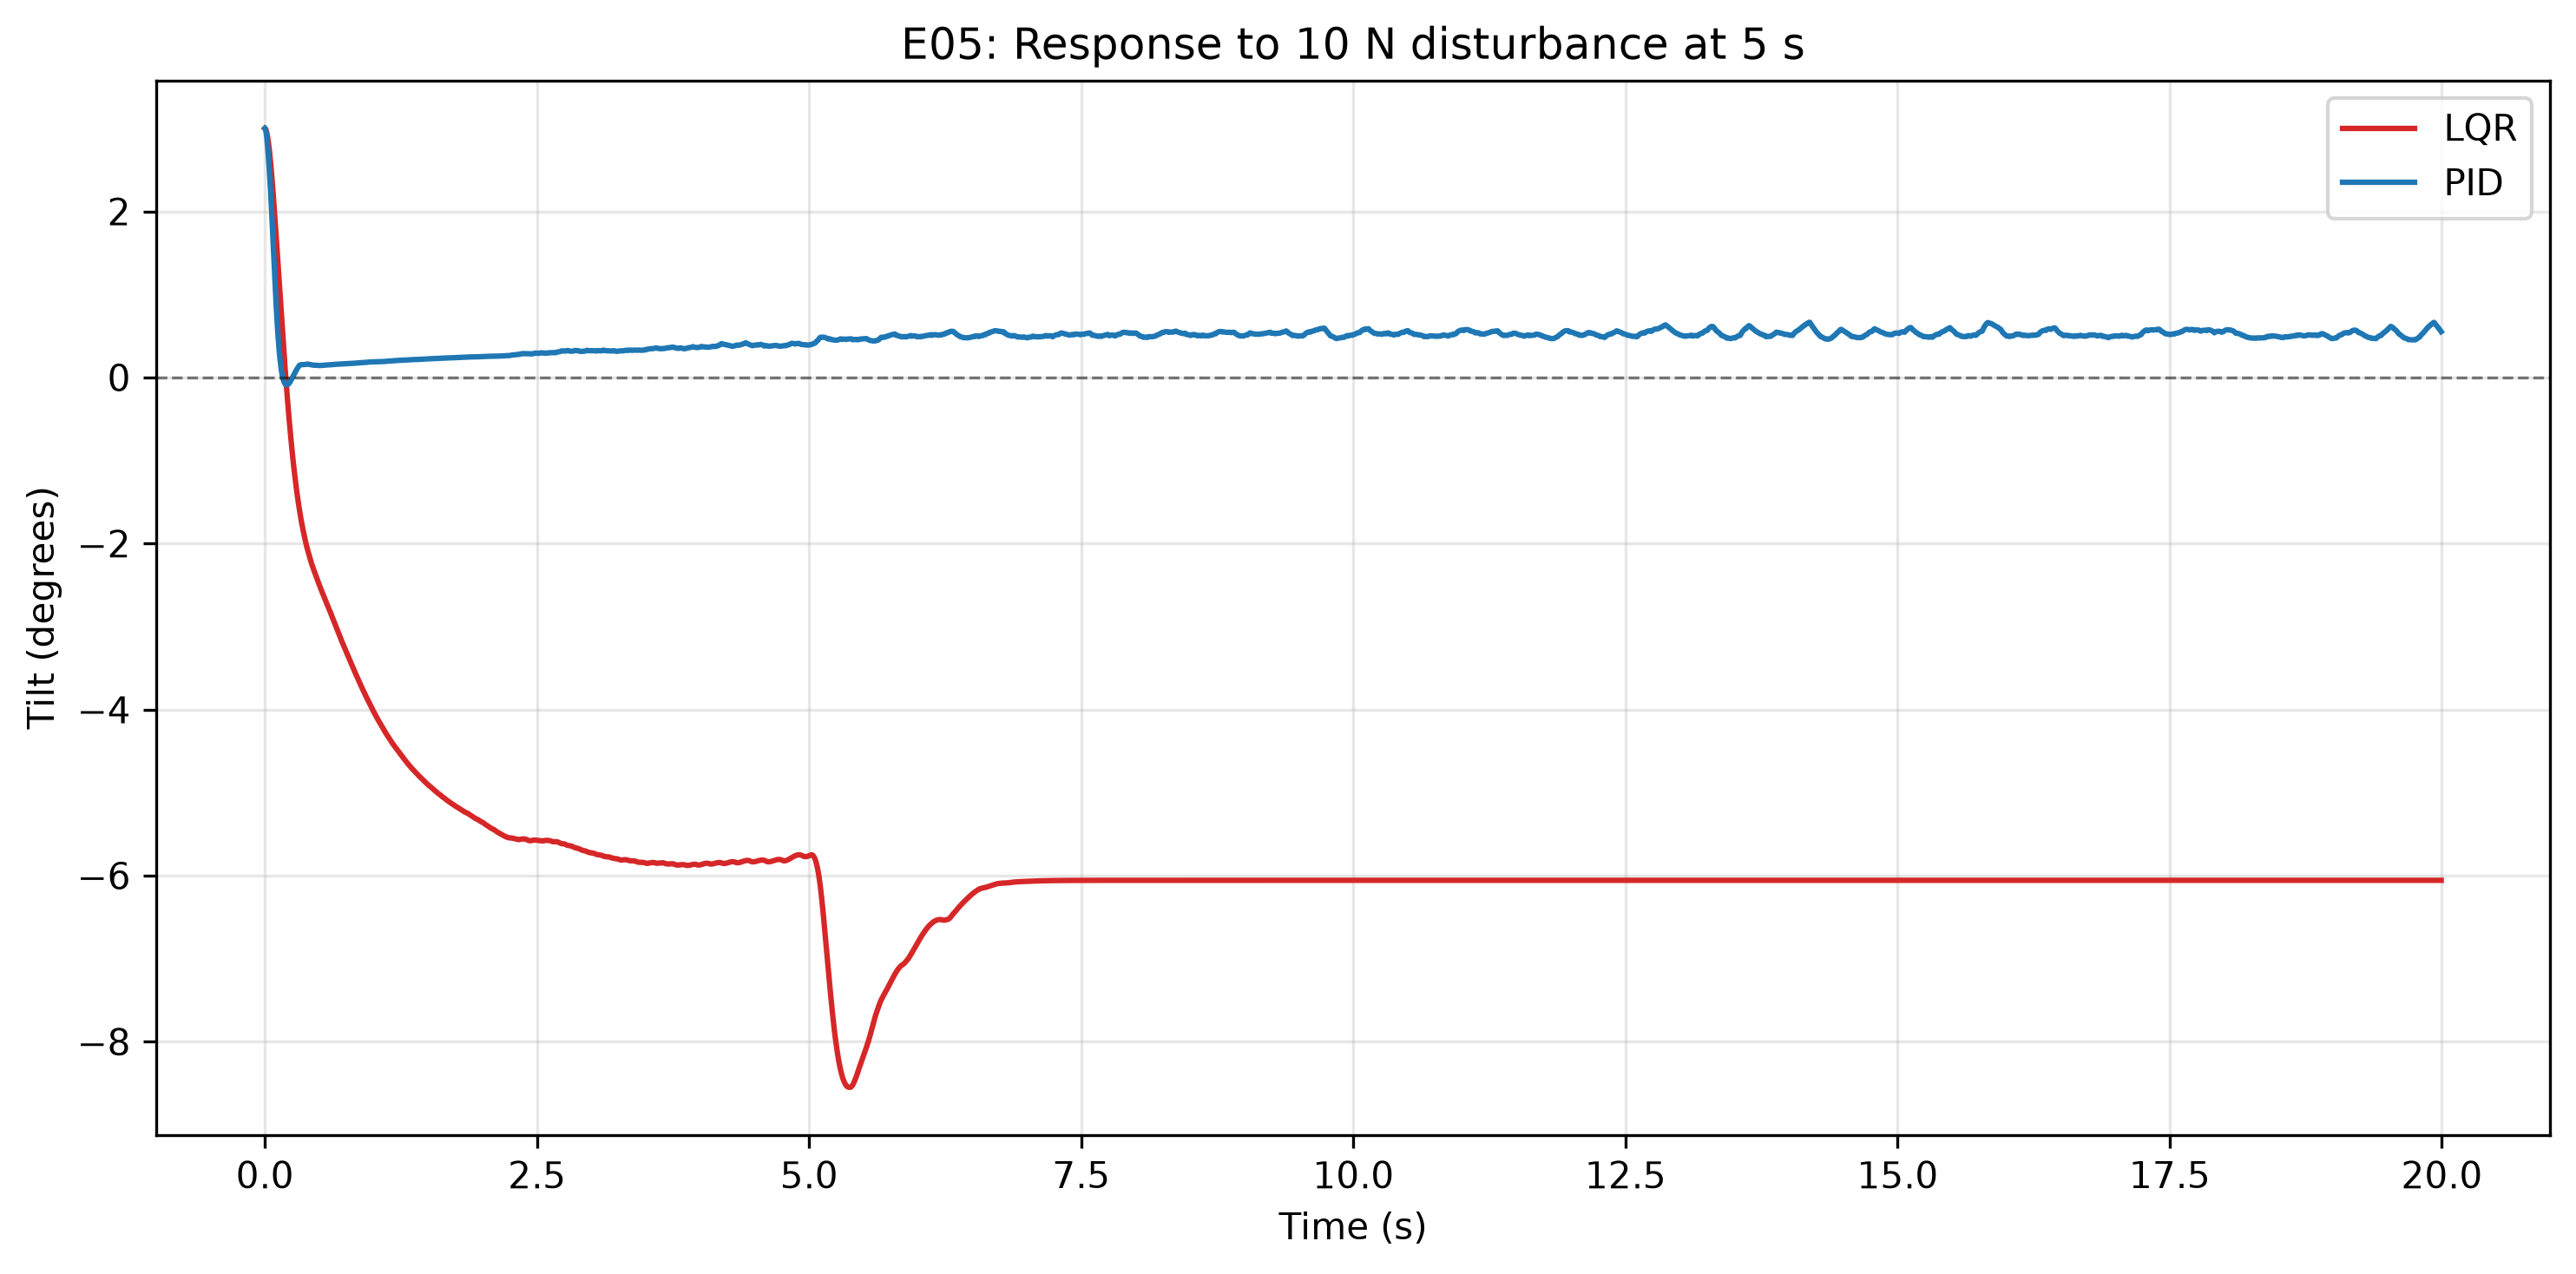 E05: Response to 10 N disturbance at 5 s
LQR
PID
2
0
−2
−4
−6
−8
Tilt (degrees)
0.0 2.5 5.0 7.5 10.0 12.5 15.0 17.5 20.0
Time (s)